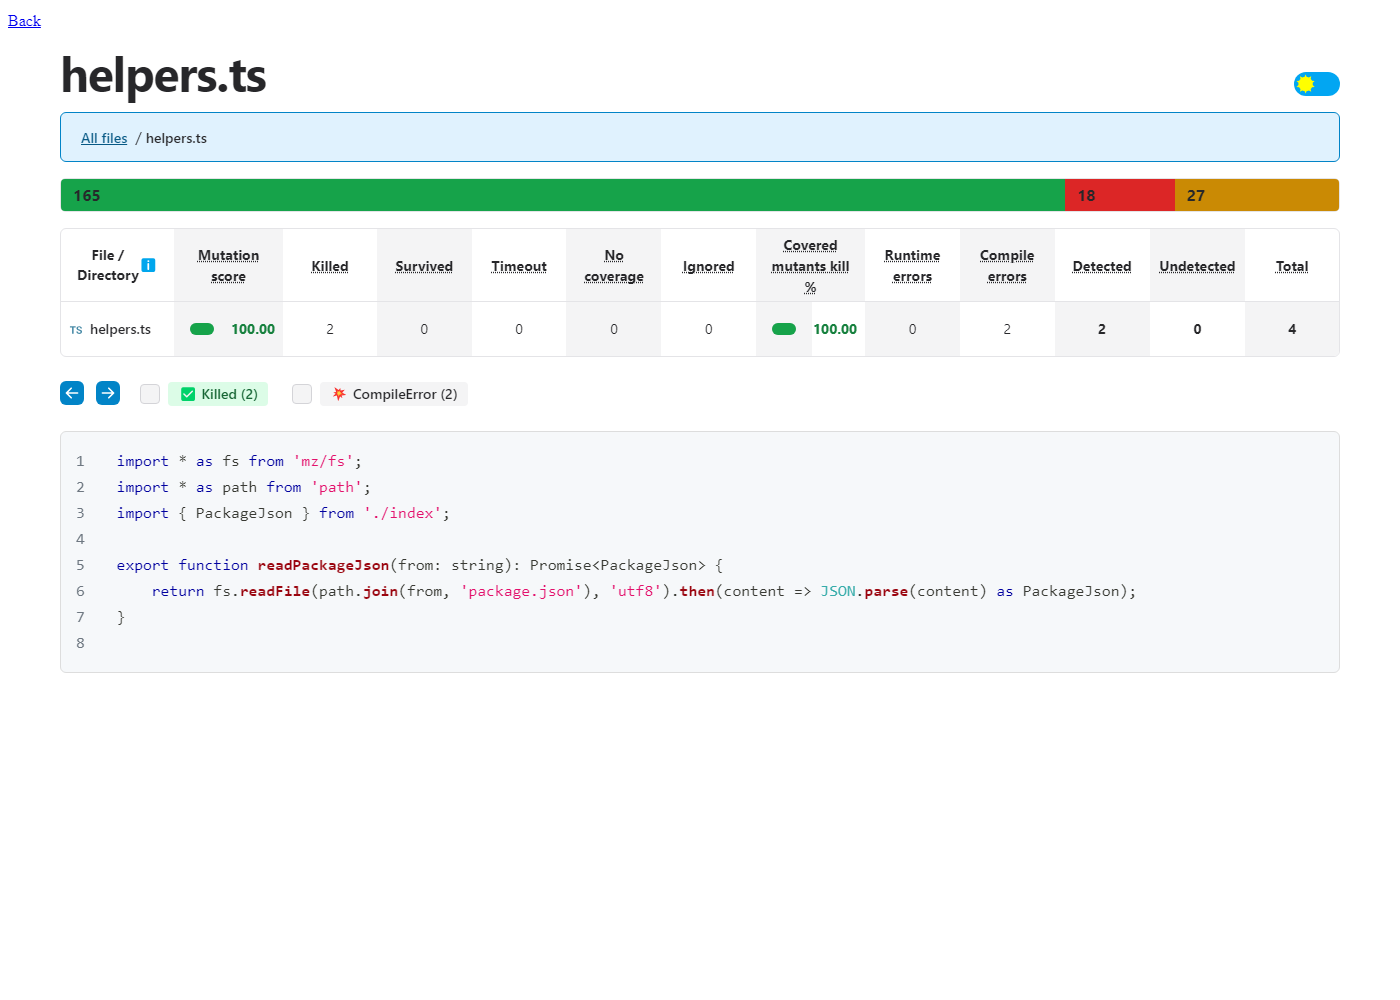 Back
helpers.ts
All files / helpers.ts
165 18 27
File / Directory i Mutation score Killed Survived Timeout No coverage Ignored Covered mutants kill % Runtime errors Compile errors Detected Undetected Total
TS helpers.ts 100.00 2 0 0 0 0 100.00 0 2 2 0 4
✅ Killed (2) 💥 CompileError (2)
1 import * as fs from 'mz/fs';
2 import * as path from 'path';
3 import { PackageJson } from './index';
4
5 export function readPackageJson(from: string): Promise<PackageJson> {
6     return fs.readFile(path.join(from, 'package.json'), 'utf8').then(content => JSON.parse(content) as PackageJson);
7 }
8